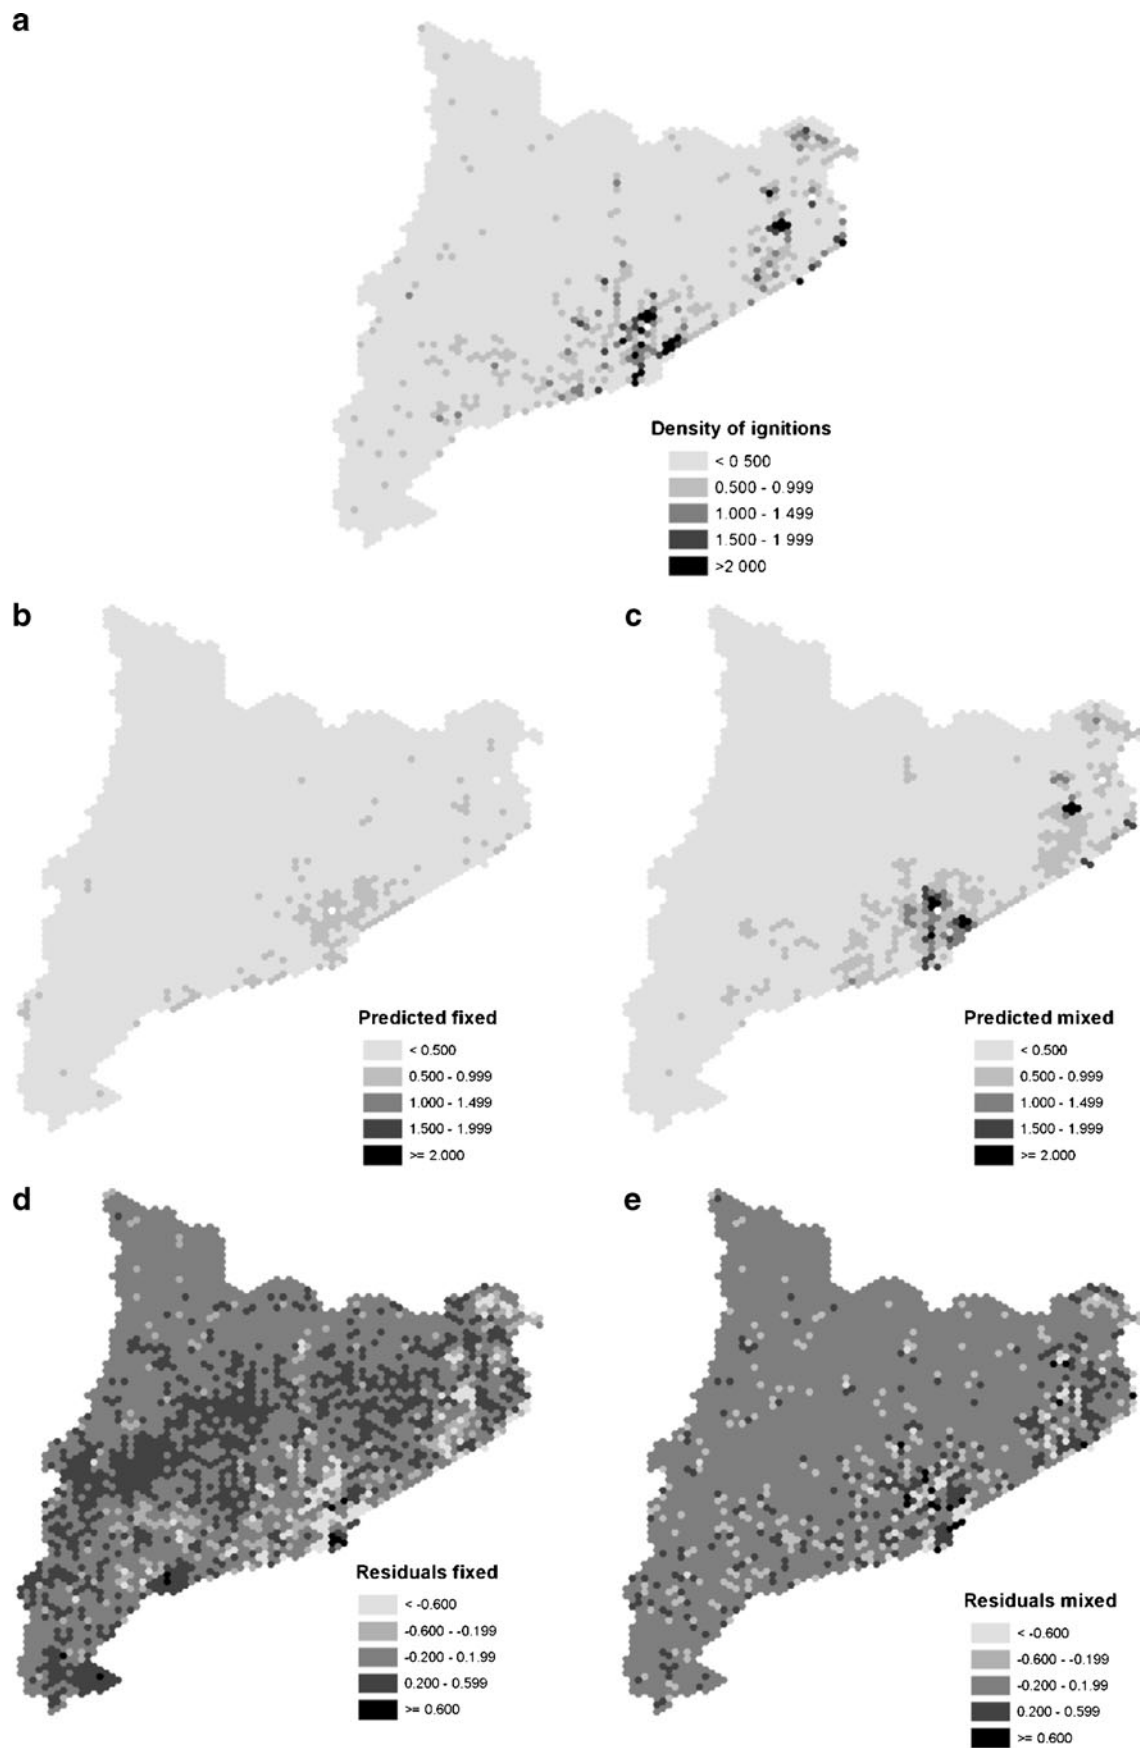 a
Density of ignitions
< 0 500
0.500 - 0.999
1.000 - 1 499
1.500 - 1 999
>2 000
b
c
Predicted fixed
< 0.500
0.500 - 0.999
1.000 - 1.499
1.500 - 1.999
>= 2.000
Predicted mixed
< 0.500
0.500 - 0.999
1.000 - 1.499
1.500 - 1.999
>= 2.000
d
e
Residuals fixed
< -0.600
-0.600 - -0.199
-0.200 - 0.1.99
0.200 - 0.599
>= 0.600
Residuals mixed
< -0.600
-0.600 - -0.199
-0.200 - 0.1.99
0.200 - 0.599
>= 0.600